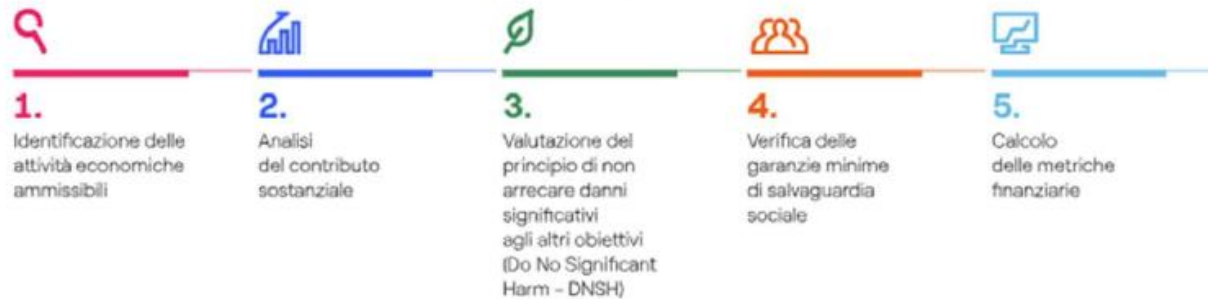 1.
Identificazione delle
attività economiche
ammissibili
2.
Analisi
del contributo
sostanziale
3.
Valutazione del
principio di non
arrecare danni
significativi
agli altri obiettivi
(Do No Significant
Harm – DNSH)
4.
Verifica delle
garanzie minime
di salvaguardia
sociale
5.
Calcolo
delle metriche
finanziarie